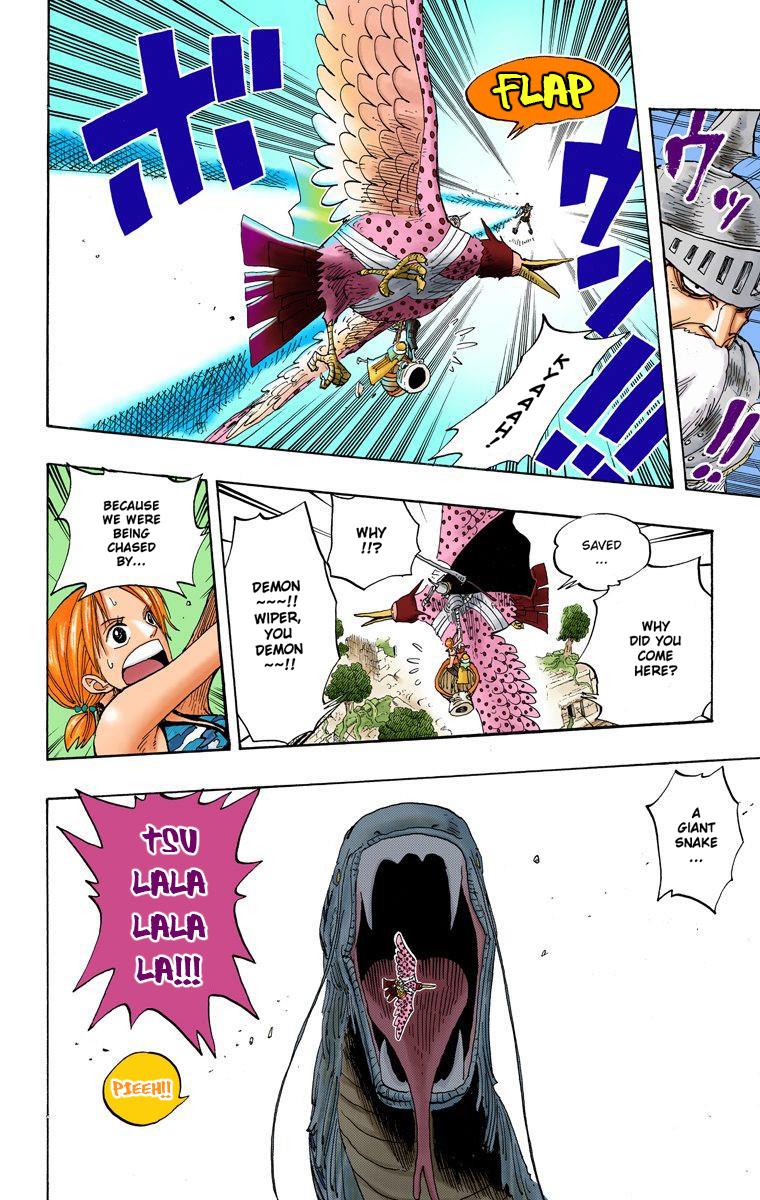 ウッ!!
FLAP
ボウン!!
KYAAAH!
SAVED
...
WHY
DID YOU
COME
HERE?
WHY
!!?
DEMON
~~~!!
WIPER,
YOU
DEMON
~~!!
BECAUSE
WE WERE
BEING
CHASED
BY...
A
GIANT
SNAKE
...
TSU
LALA
LALA
LA!!!
PIEEH!!